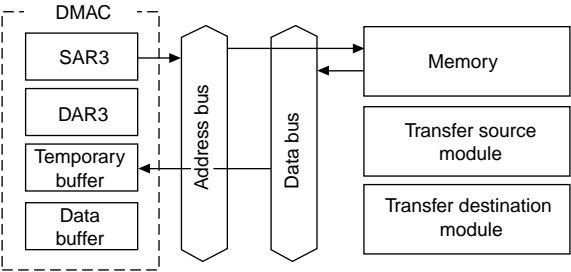 DMAC
SAR3
DAR3
Temporary
buffer
Data
buffer
Address bus
Data bus
Memory
Transfer source
module
Transfer destination
module